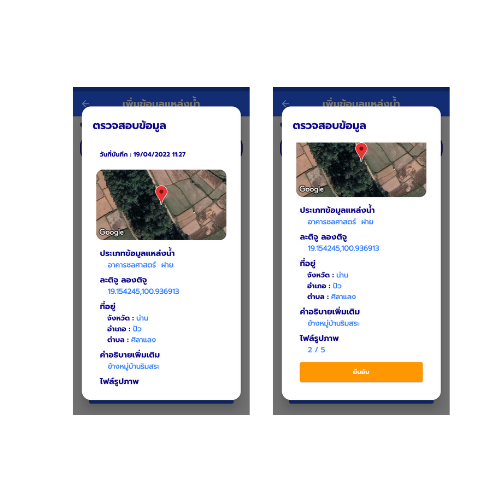 เพิ่มข้อมูลแหล่งน้ำ
ตรวจสอบข้อมูล
วันที่บันทึก : 19/04/2022 11:27
Google
ประเภทข้อมูลแหล่งน้ำ
อาคารชลศาสตร์ ฝาย
ละติจู ลองติจู
19.154245,100.936913
ที่อยู่
จังหวัด : น่าน
อำเภอ : ปัว
ตำบล : ศิลาแลง
คำอธิบายเพิ่มเติม
ข้างหมู่บ้านริมสระ
ไฟล์รูปภาพ
เพิ่มข้อมูลแหล่งน้ำ
ตรวจสอบข้อมูล
Google
ประเภทข้อมูลแหล่งน้ำ
อาคารชลศาสตร์ ฝาย
ละติจู ลองติจู
19.154245,100.936913
ที่อยู่
จังหวัด : น่าน
อำเภอ : ปัว
ตำบล : ศิลาแลง
คำอธิบายเพิ่มเติม
ข้างหมู่บ้านริมสระ
ไฟล์รูปภาพ
2 / 5
ยืนยัน